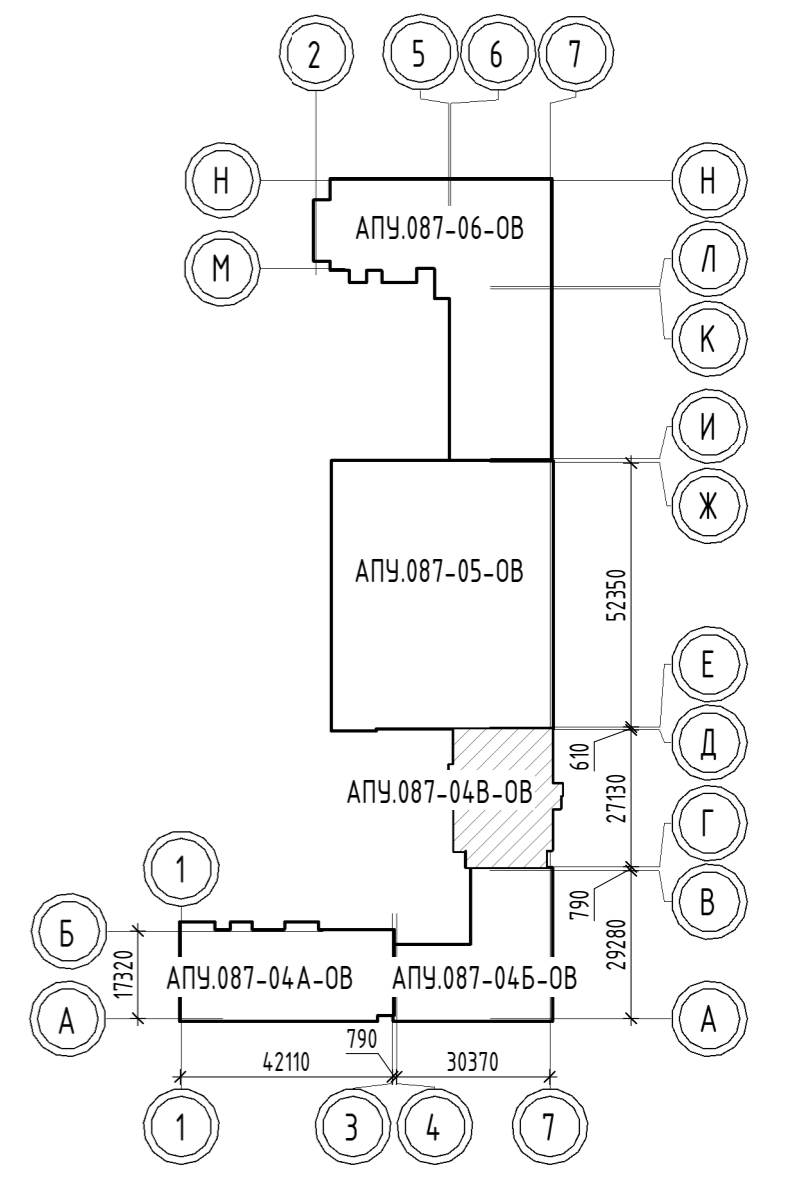 2
5
6
7
Н
Н
АПУ.087-06-ОВ
М
Л
К
И
Ж
АПУ.087-05-ОВ
52350
Е
610
Д
АПУ.087-04В-ОВ
27130
Г
1
790
В
Б
17320
АПУ.087-04А-ОВ
АПУ.087-04Б-ОВ
29280
А
А
790
42110
30370
1
3
4
7